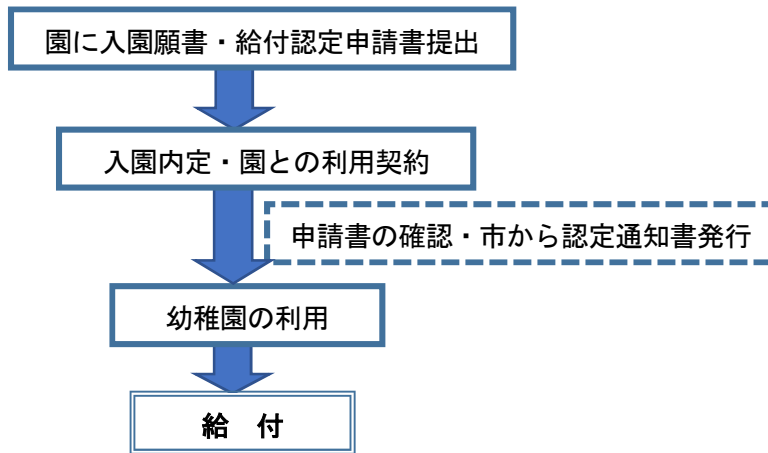 園に入園願書・給付認定申請書提出
入園内定・園との利用契約
申請書の確認・市から認定通知書発行
幼稚園の利用
給　付